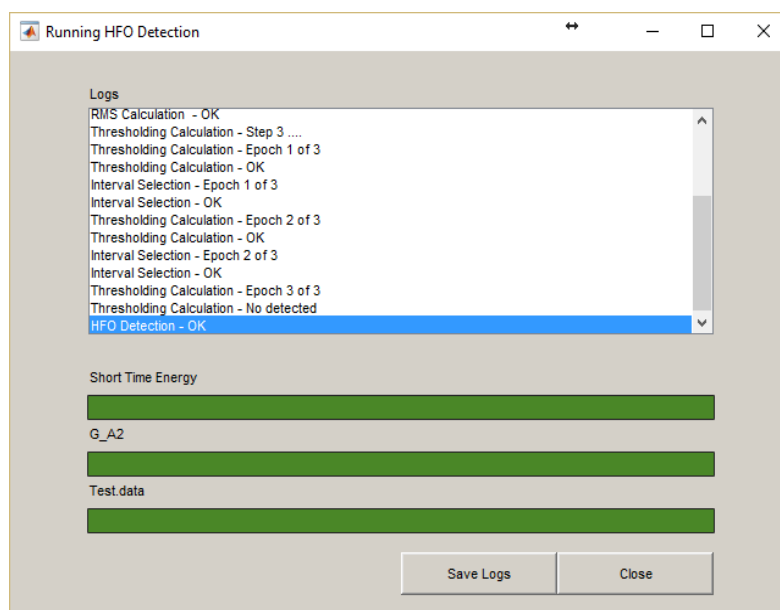 Running HFO Detection
Logs
RMS Calculation - OK
Thresholding Calculation - Step 3 ....
Thresholding Calculation - Epoch 1 of 3
Thresholding Calculation - OK
Interval Selection - Epoch 1 of 3
Interval Selection - OK
Thresholding Calculation - Epoch 2 of 3
Thresholding Calculation - OK
Interval Selection - Epoch 2 of 3
Interval Selection - OK
Thresholding Calculation - Epoch 3 of 3
Thresholding Calculation - No detected
HFO Detection - OK
Short Time Energy
G_A2
Test.data
Save Logs Close